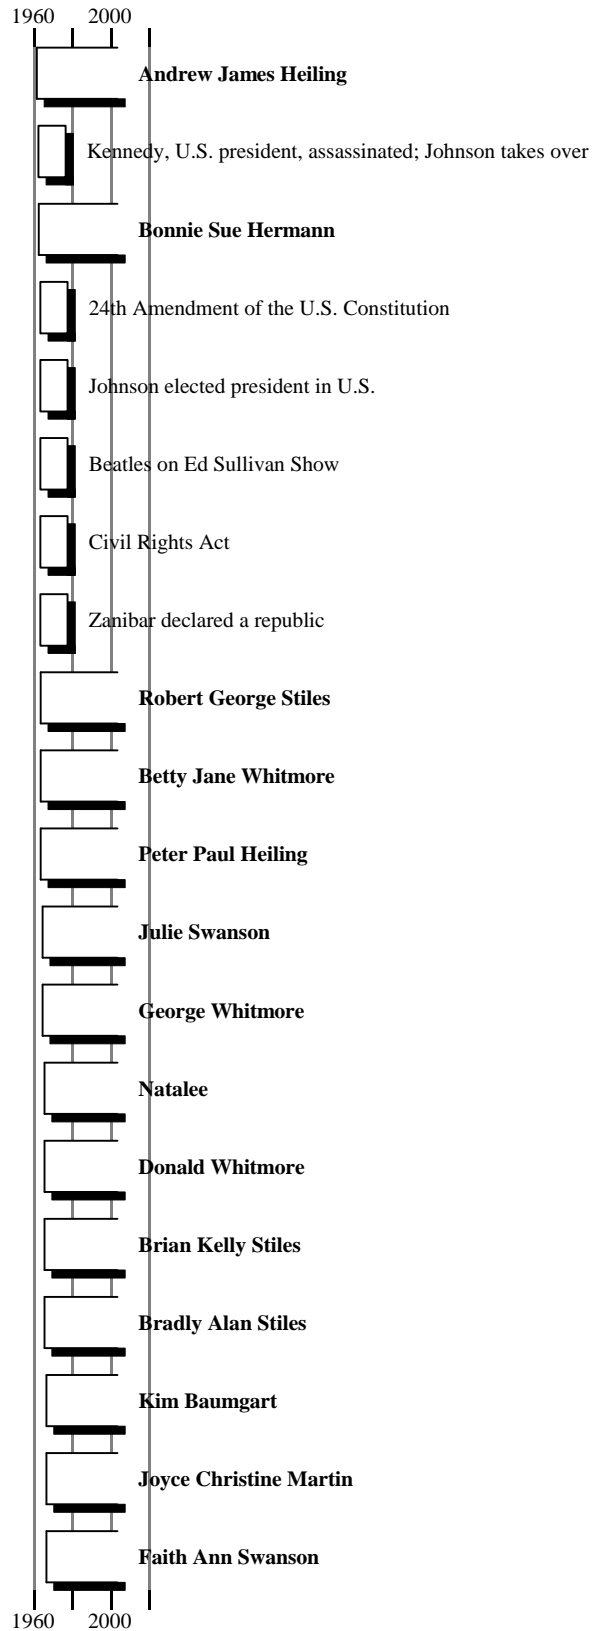 1960 2000
Andrew James Heiling
Kennedy, U.S. president, assassinated; Johnson takes over
Bonnie Sue Hermann
24th Amendment of the U.S. Constitution
Johnson elected president in U.S.
Beatles on Ed Sullivan Show
Civil Rights Act
Zanibar declared a republic
Robert George Stiles
Betty Jane Whitmore
Peter Paul Heiling
Julie Swanson
George Whitmore
Natalee
Donald Whitmore
Brian Kelly Stiles
Bradly Alan Stiles
Kim Baumgart
Joyce Christine Martin
Faith Ann Swanson
1960 2000